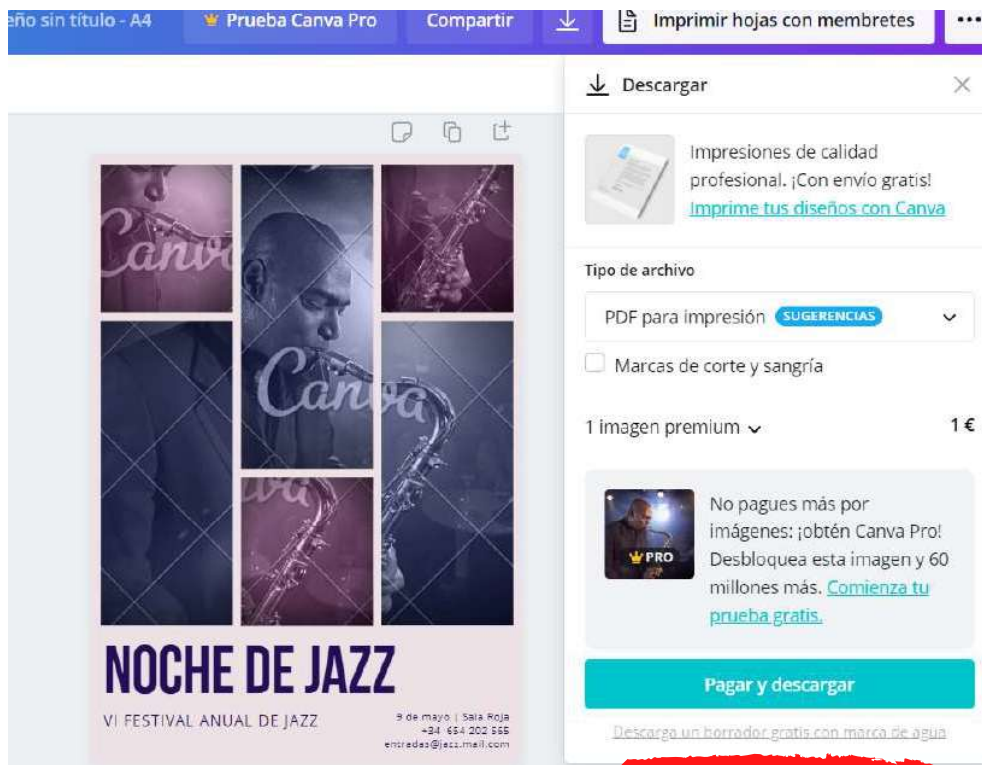 eño sin título - A4
Prueba Canva Pro
Compartir
Imprimir hojas con membretes
Descargar
Impresiones de calidad
profesional. ¡Con envío gratis!
Imprime tus diseños con Canva
Tipo de archivo
PDF para impresión SUGERENCIAS
Marcas de corte y sangría
1 imagen premium
1 €
PRO
No pagues más por
imágenes: ¡obtén Canva Pro!
Desbloquea esta imagen y 60
millones más. Comienza tu
prueba gratis.
Pagar y descargar
Descarga un borrador gratis con marca de agua
Canva
Canva
Canva
NOCHE DE JAZZ
VI FESTIVAL ANUAL DE JAZZ
9 de mayo | Sala Roja
+34 654 202 565
entradas@jazz.mail.com